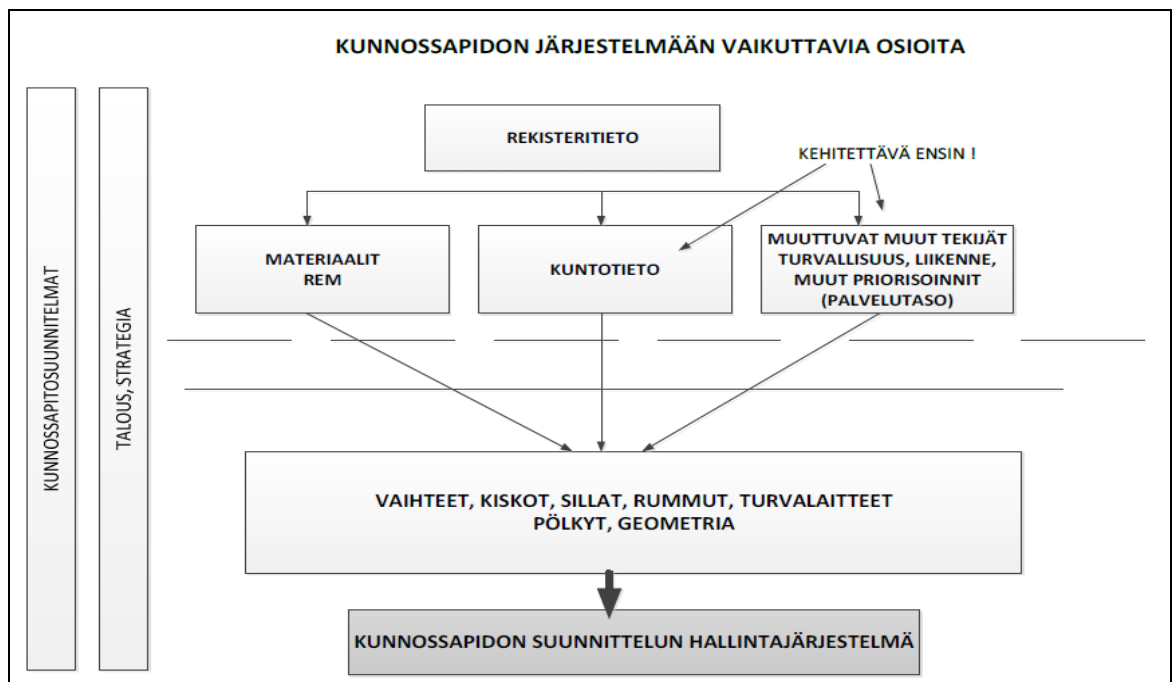 KUNNOSSAPIDON JÄRJESTELMÄÄN VAIKUTTAVIA OSIOITA
KUNNOSSAPITOSUUNNITELMAT
TALOUS, STRATEGIA
REKISTERITIETO
KEHITETTÄVÄ ENSIN !
MATERIAALIT
REM
KUNTOTIETO
MUUTTUVAT MUUT TEKIJÄT
TURVALLISUUS, LIIKENNE,
MUUT PRIORISOINNIT
(PALVELUTASO)
VAIHTEET, KISKOT, SILLAT, RUMMUT, TURVALAITTEET
PÖLKYT, GEOMETRIA
KUNNOSSAPIDON SUUNNITTELUN HALLINTAJÄRJESTELMÄ